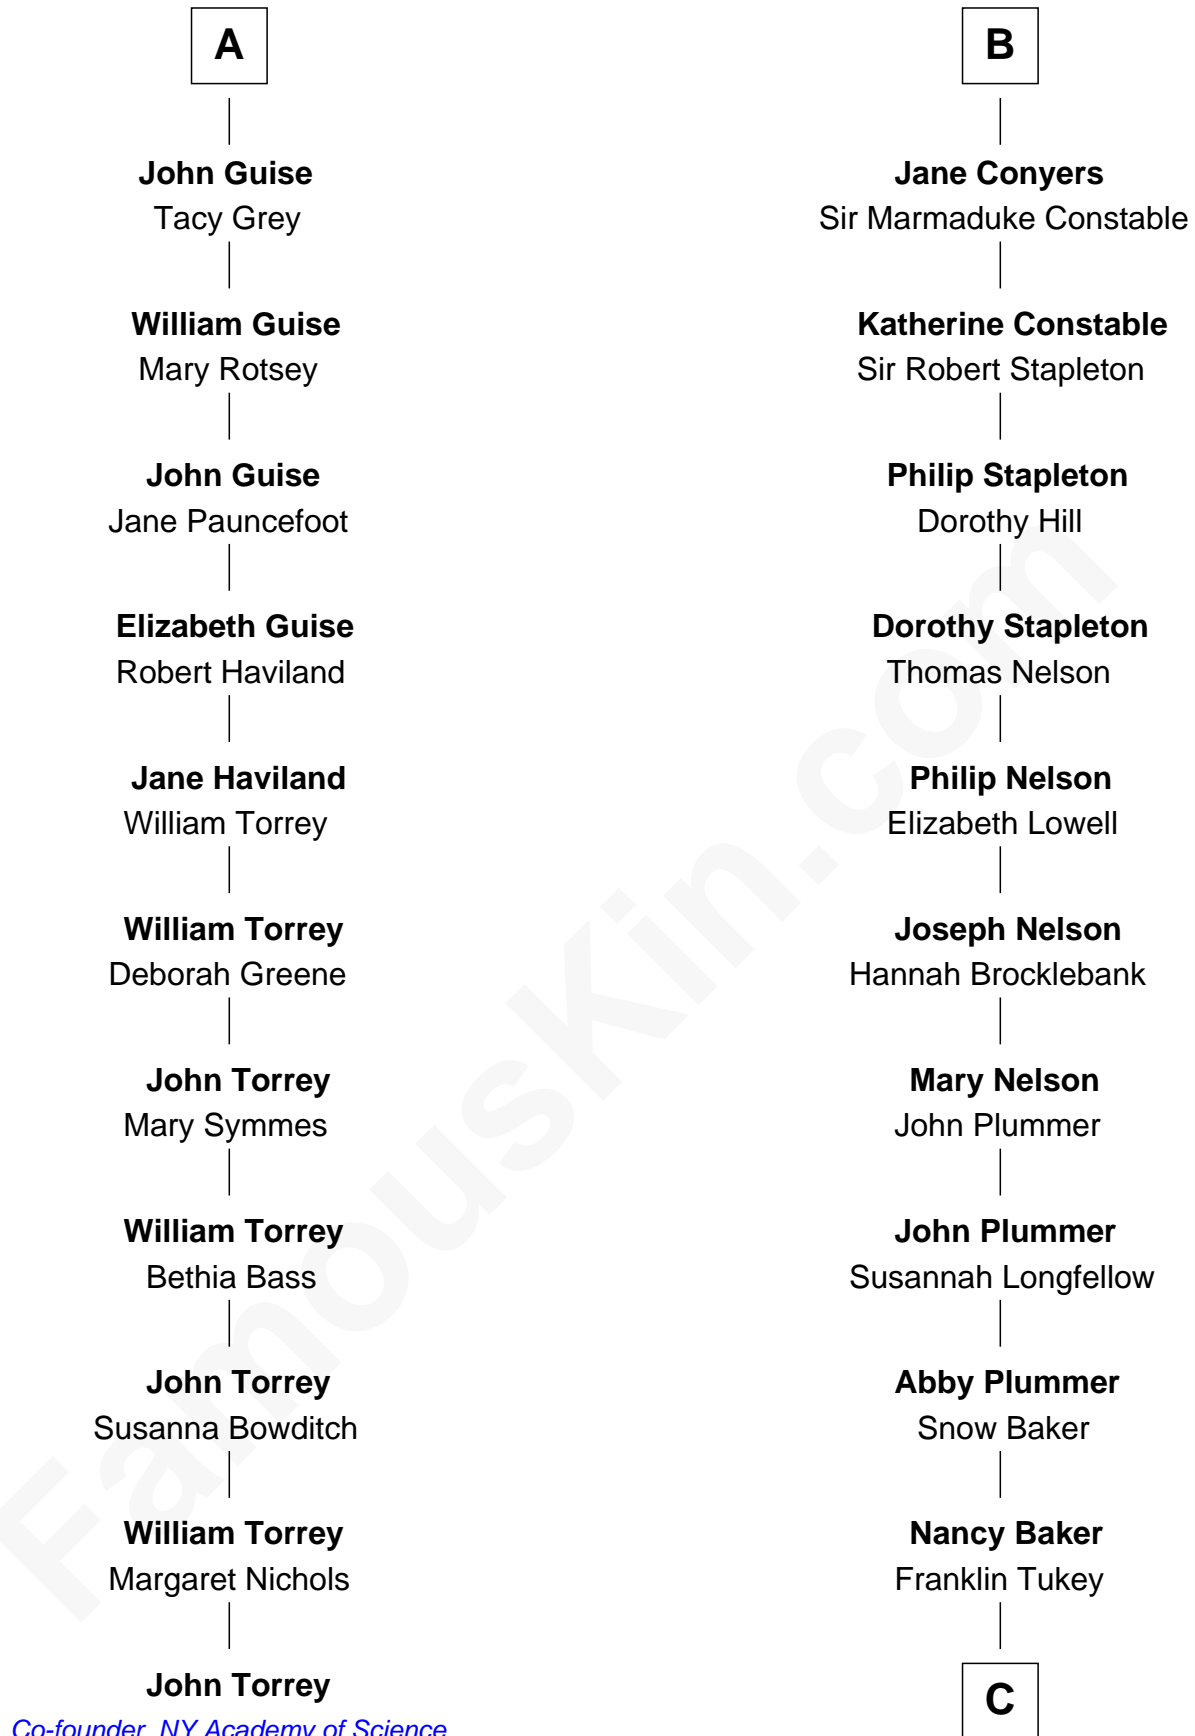 A
John Guise
Tacy Grey
William Guise
Mary Rotsey
John Guise
Jane Pauncefoot
Elizabeth Guise
Robert Haviland
Jane Haviland
William Torrey
William Torrey
Deborah Greene
John Torrey
Mary Symmes
William Torrey
Bethia Bass
John Torrey
Susanna Bowditch
William Torrey
Margaret Nichols
John Torrey
Co-founder, NY Academy of Science
B
Jane Conyers
Sir Marmaduke Constable
Katherine Constable
Sir Robert Stapleton
Philip Stapleton
Dorothy Hill
Dorothy Stapleton
Thomas Nelson
Philip Nelson
Elizabeth Lowell
Joseph Nelson
Hannah Brocklebank
Mary Nelson
John Plummer
John Plummer
Susannah Longfellow
Abby Plummer
Snow Baker
Nancy Baker
Franklin Tukey
C
FamousKin.com